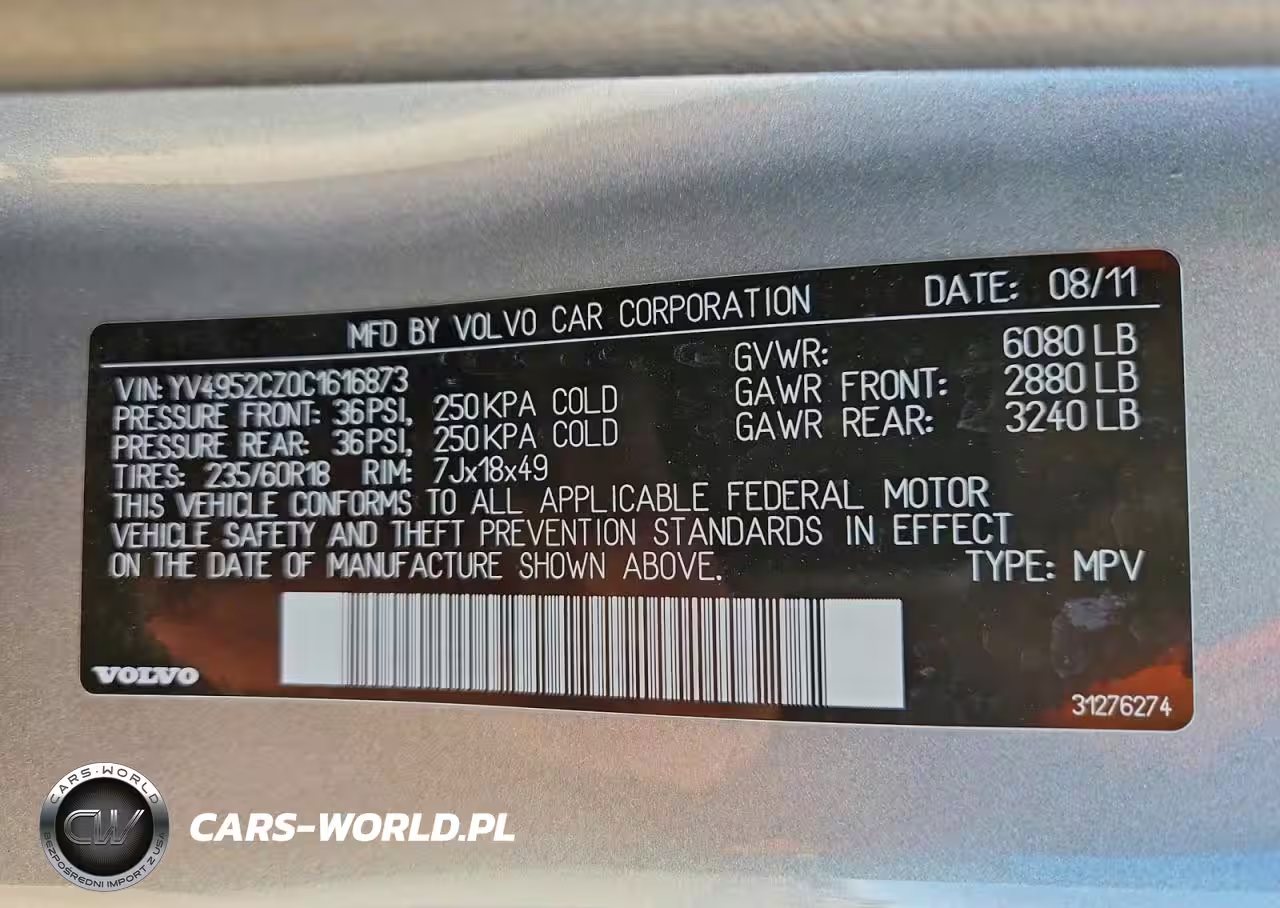 MFD BY VOLVO CAR CORPORATION DATE: 08/11
VIN: YV4952CZ0C1616873
PRESSURE FRONT: 36PSI, 250KPA COLD
PRESSURE REAR: 36PSI, 250KPA COLD
TIRES: 235/60R18 RIM: 7Jx18x49
GVWR: 6080 LB
GAWR FRONT: 2880 LB
GAWR REAR: 3240 LB
THIS VEHICLE CONFORMS TO ALL APPLICABLE FEDERAL MOTOR
VEHICLE SAFETY AND THEFT PREVENTION STANDARDS IN EFFECT
ON THE DATE OF MANUFACTURE SHOWN ABOVE. TYPE: MPV
VOLVO
31276274
CARS-WORLD
CW
BEZPOŚREDNI IMPORT Z USA
CARS-WORLD.PL